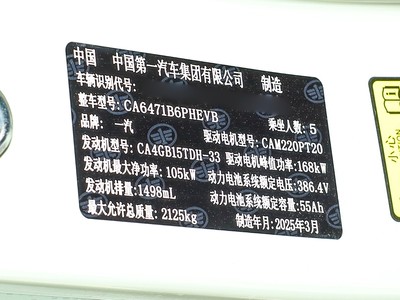 中国 中国第一汽车集团有限公司 制造
车辆识别代号:
整车型号: CA6471B6PHEVB
品牌: 一汽 乘坐人数: 5
发动机型号: CA4GB15TDH-33 驱动电机型号: CAM220PT20
发动机最大净功率: 105kW 驱动电机峰值功率: 168kW
发动机排量: 1498mL 动力电池系统额定电压: 386.4V
最大允许总质量: 2125kg 动力电池系统额定容量: 55Ah
制造年月: 2025年3月
小心